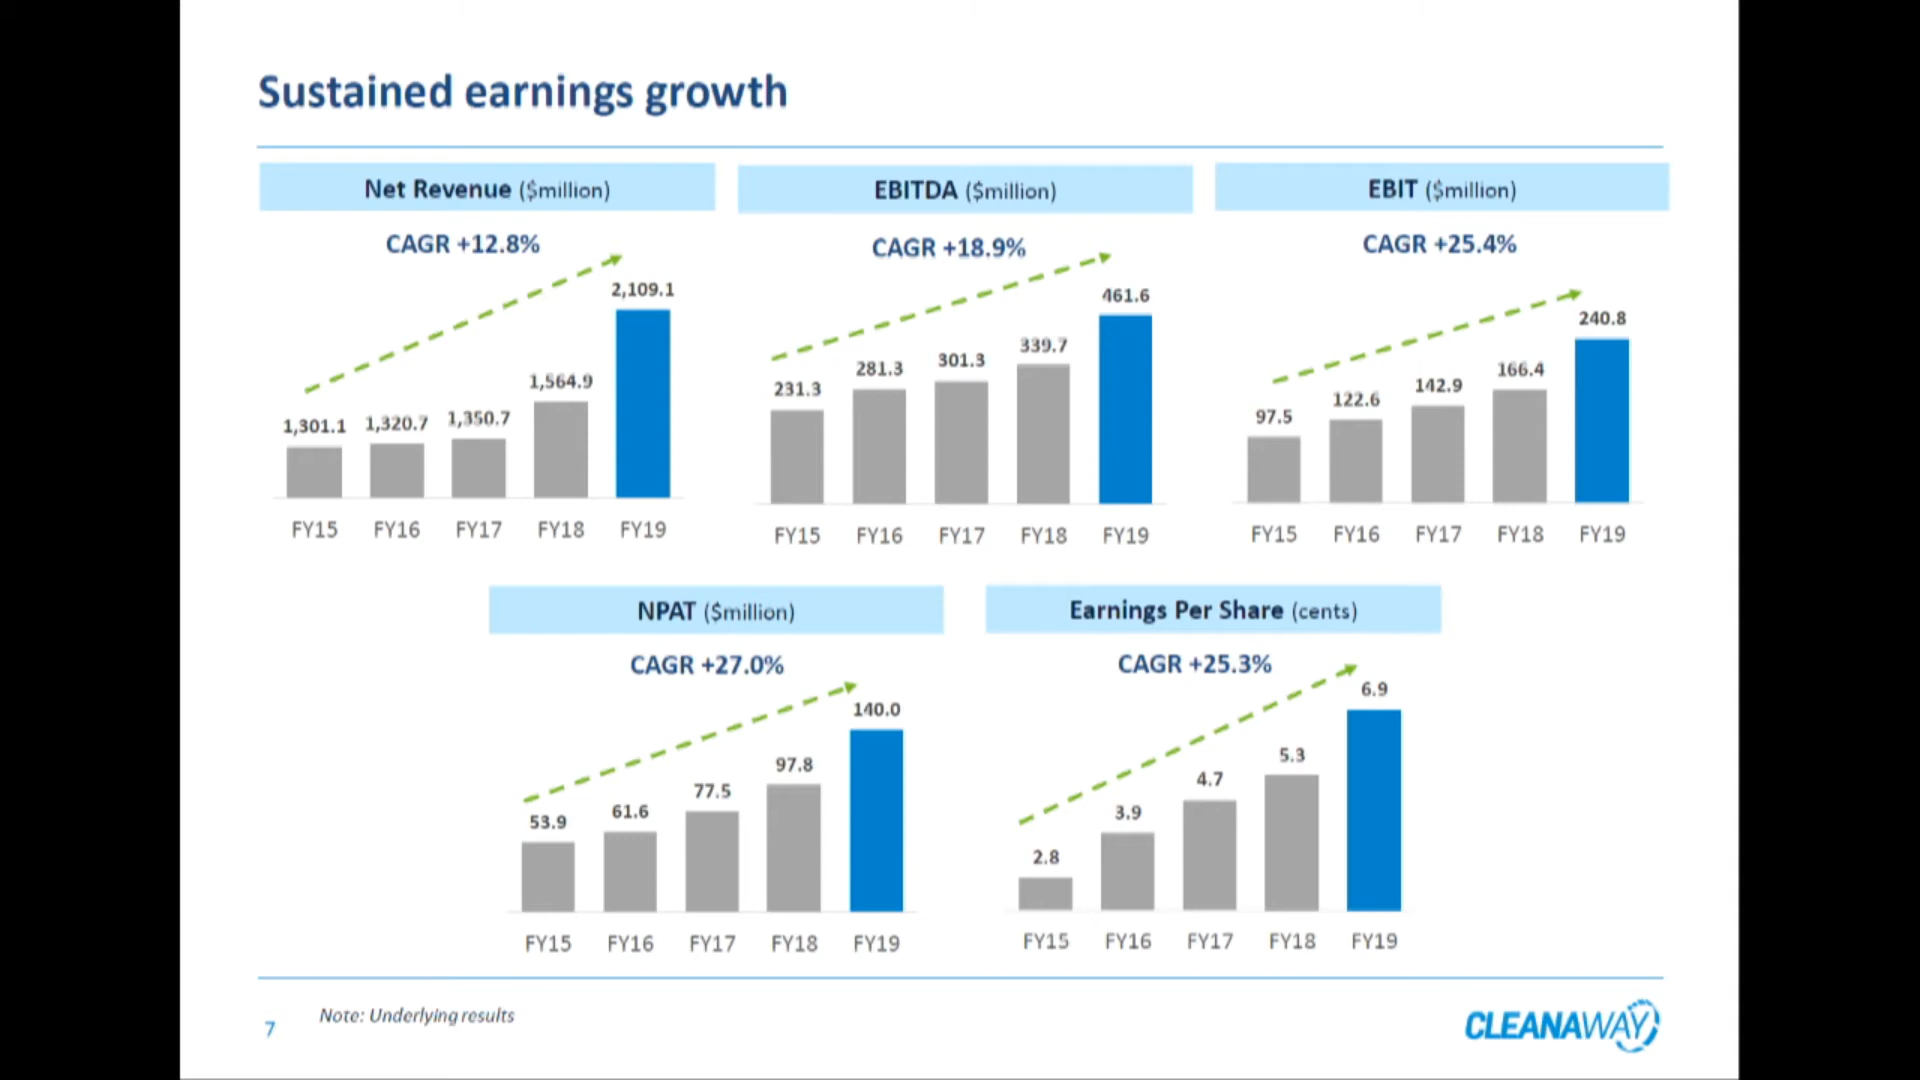 Sustained earnings growth
Net Revenue ($million)
CAGR +12.8%
1,301.1 1,320.7 1,350.7 1,564.9 2,109.1
FY15 FY16 FY17 FY18 FY19
EBITDA ($million)
CAGR +18.9%
231.3 281.3 301.3 339.7 461.6
FY15 FY16 FY17 FY18 FY19
EBIT ($million)
CAGR +25.4%
97.5 122.6 142.9 166.4 240.8
FY15 FY16 FY17 FY18 FY19
NPAT ($million)
CAGR +27.0%
53.9 61.6 77.5 97.8 140.0
FY15 FY16 FY17 FY18 FY19
Earnings Per Share (cents)
CAGR +25.3%
2.8 3.9 4.7 5.3 6.9
FY15 FY16 FY17 FY18 FY19
7
Note: Underlying results
CLEANAWAY